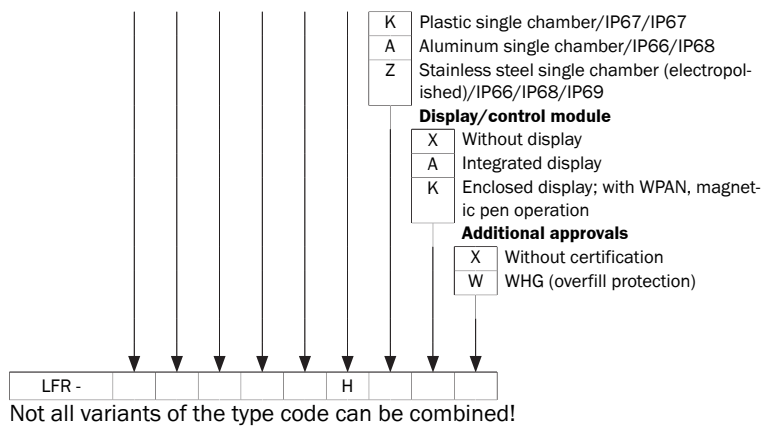 K Plastic single chamber/IP67/IP67
A Aluminum single chamber/IP66/IP68
Z Stainless steel single chamber (electropol-
ished)/IP66/IP68/IP69
Display/control module
X Without display
A Integrated display
K Enclosed display; with WPAN, magnet-
ic pen operation
Additional approvals
X Without certification
W WHG (overfill protection)
LFR - H
Not all variants of the type code can be combined!